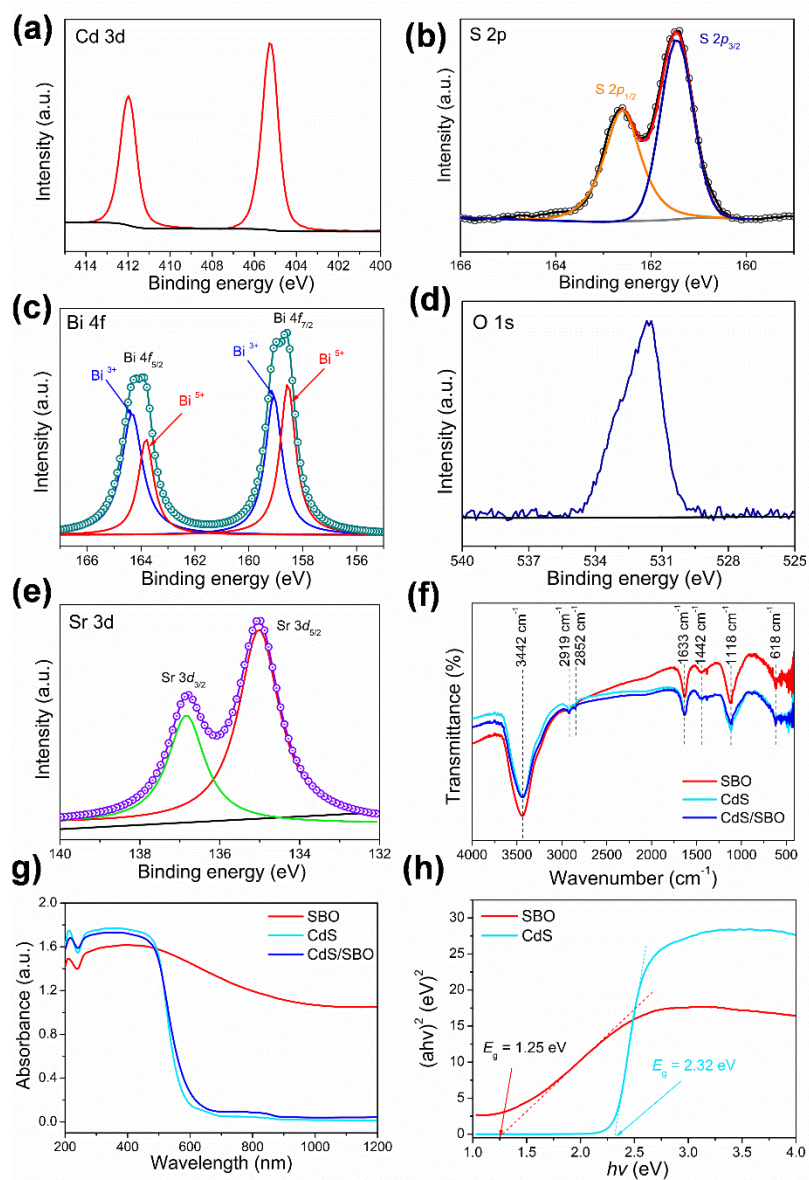 (a)
Cd 3d
Intensity (a.u.)
414 412 410 408 406 404 402 400
Binding energy (eV)
(b)
S 2p
S 2p3/2
S 2p1/2
Intensity (a.u.)
166 164 162 160
Binding energy (eV)
(c)
Bi 4f
Bi 4f5/2
Bi 4f7/2
Bi 3+
Bi 5+
Bi 3+
Bi 5+
Intensity (a.u.)
166 164 162 160 158 156
Binding energy (eV)
(d)
O 1s
Intensity (a.u.)
540 537 534 531 528 525
Binding energy (eV)
(e)
Sr 3d
Sr 3d5/2
Sr 3d3/2
Intensity (a.u.)
140 138 136 134 132
Binding energy (eV)
(f)
3442 cm-1
2919 cm-1
2852 cm-1
1633 cm-1
1442 cm-1
1118 cm-1
618 cm-1
Transmittance (%)
SBO
CdS
CdS/SBO
4000 3500 3000 2500 2000 1500 1000 500
Wavenumber (cm-1)
g)
SBO
CdS
CdS/SBO
Absorbance (a.u.)
2.0
1.6
1.2
0.8
0.4
0.0
200 400 600 800 1000 1200
Wavelength (nm)
(h)
SBO
CdS
(ahv)2 (eV)2
30
25
20
15
10
5
0
Eg = 1.25 eV
Eg = 2.32 eV
1.0 1.5 2.0 2.5 3.0 3.5 4.0
hv (eV)